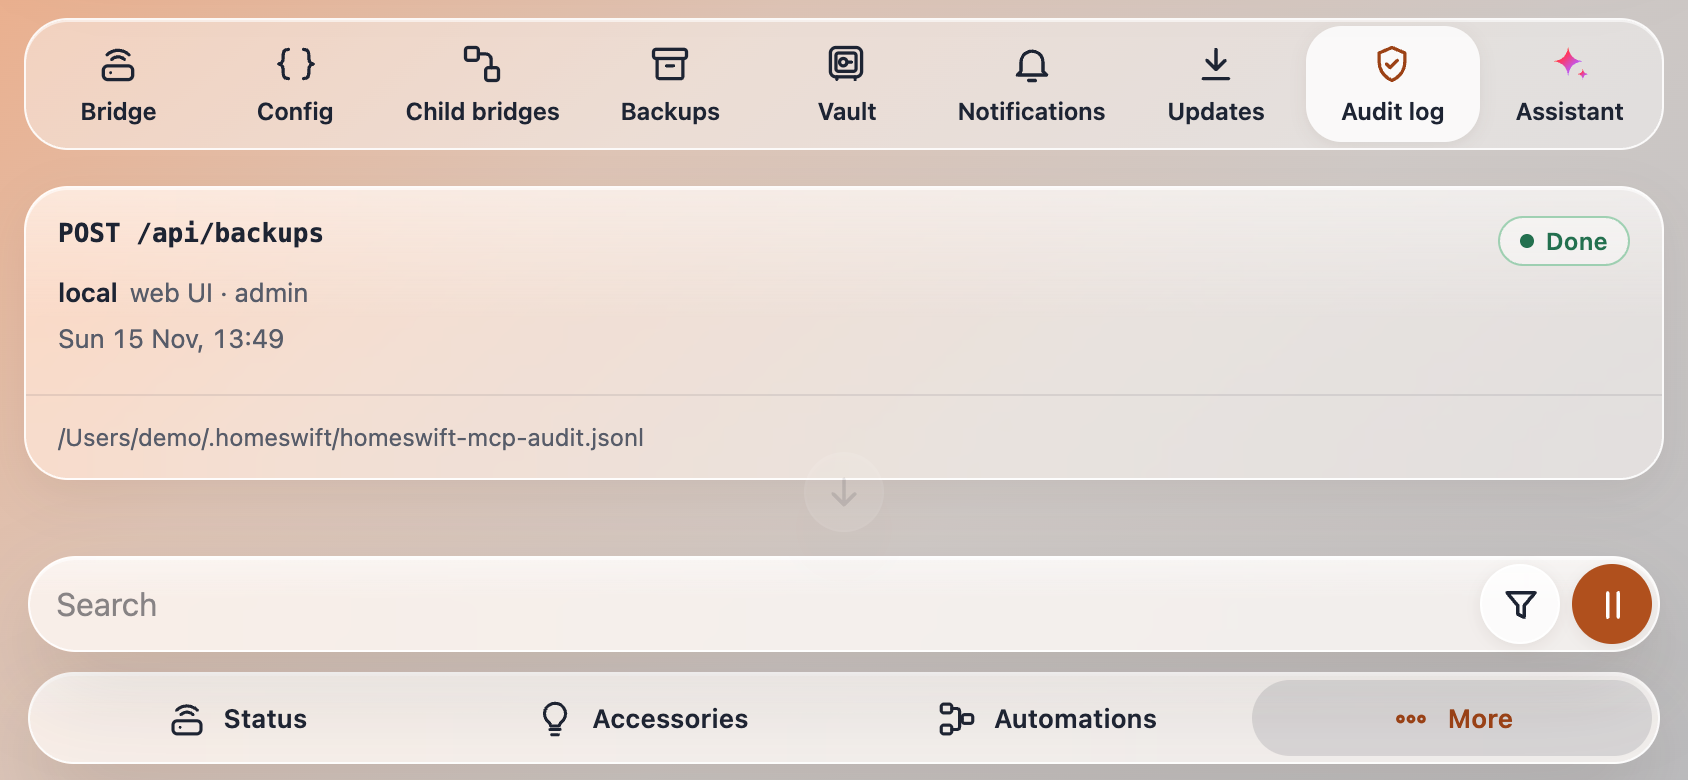 Bridge
Config
Child bridges
Backups
Vault
Notifications
Updates
Audit log
Assistant
POST /api/backups
Done
local web UI · admin
Sun 15 Nov, 13:49
/Users/demo/.homeswift/homeswift-mcp-audit.jsonl
Search
Status
Accessories
Automations
More